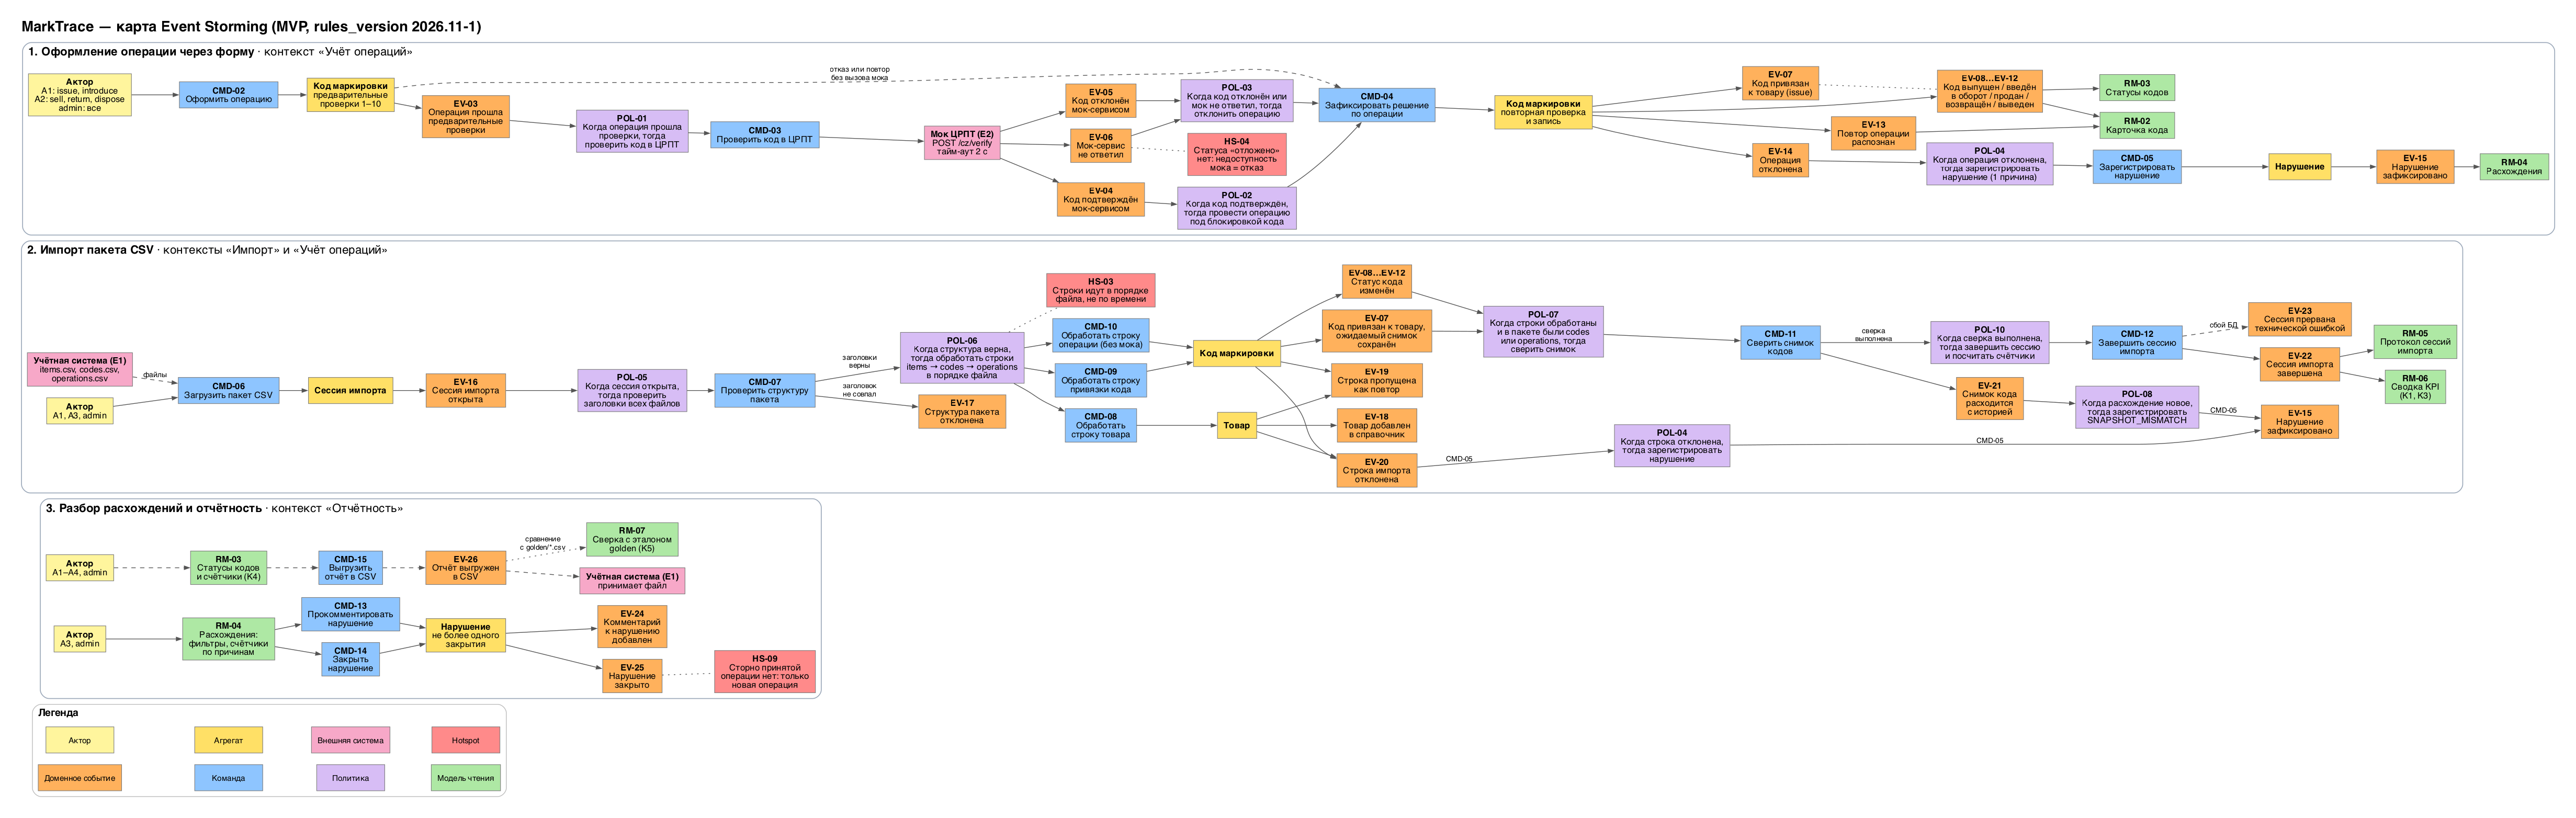 MarkTrace — карта Event Storming (MVP, rules_version 2026.11-1)
1. Оформление операции через форму · контекст «Учёт операций»
Актор
A1: issue, introduce
A2: sell, return, dispose
admin: все
CMD-02
Оформить операцию
Код маркировки
предварительные
проверки 1–10
отказ или повтор
без вызова мока
EV-03
Операция прошла
предварительные
проверки
POL-01
Когда операция прошла
проверки, тогда
проверить код в ЦРПТ
CMD-03
Проверить код в ЦРПТ
Мок ЦРПТ (E2)
POST /cz/verify
тайм-аут 2 с
EV-05
Код отклонён
мок-сервисом
EV-06
Мок-сервис
не ответил
EV-04
Код подтверждён
мок-сервисом
POL-03
Когда код отклонён или
мок не ответил, тогда
отклонить операцию
HS-04
Статуса «отложено»
нет: недоступность
мока = отказ
POL-02
Когда код подтверждён,
тогда провести операцию
под блокировкой кода
CMD-04
Зафиксировать решение
по операции
Код маркировки
повторная проверка
и запись
EV-07
Код привязан
к товару (issue)
EV-08…EV-12
Код выпущен / введён
в оборот / продан /
возвращён / выведен
EV-13
Повтор операции
распознан
EV-14
Операция
отклонена
POL-04
Когда операция отклонена,
тогда зарегистрировать
нарушение (1 причина)
RM-03
Статусы кодов
RM-02
Карточка кода
CMD-05
Зарегистрировать
нарушение
Нарушение
EV-15
Нарушение
зафиксировано
RM-04
Расхождения
2. Импорт пакета CSV · контексты «Импорт» и «Учёт операций»
Учётная система (E1)
items.csv, codes.csv,
operations.csv
файлы
Актор
A1, A3, admin
CMD-06
Загрузить пакет CSV
Сессия импорта
EV-16
Сессия импорта
открыта
POL-05
Когда сессия открыта,
тогда проверить
заголовки всех файлов
CMD-07
Проверить структуру
пакета
заголовки
верны
заголовок
не совпал
POL-06
Когда структура верна,
тогда обработать строки
items → codes → operations
в порядке файла
EV-17
Структура пакета
отклонена
HS-03
Строки идут в порядке
файла, не по времени
CMD-10
Обработать строку
операции (без мока)
CMD-09
Обработать строку
привязки кода
CMD-08
Обработать
строку товара
Код маркировки
Товар
EV-08…EV-12
Статус кода
изменён
EV-07
Код привязан к товару,
ожидаемый снимок
сохранён
EV-19
Строка пропущена
как повтор
EV-18
Товар добавлен
в справочник
EV-20
Строка импорта
отклонена
CMD-05
POL-07
Когда строки обработаны
и в пакете были codes
или operations, тогда
сверить снимок
POL-04
Когда строка отклонена,
тогда зарегистрировать
нарушение
CMD-11
Сверить снимок
кодов
сверка
выполнена
POL-10
Когда сверка выполнена,
тогда завершить сессию
и посчитать счётчики
EV-21
Снимок кода
расходится
с историей
CMD-05
POL-08
Когда расхождение новое,
тогда зарегистрировать
SNAPSHOT_MISMATCH
CMD-12
Завершить сессию
импорта
сбой БД
CMD-05
EV-23
Сессия прервана
технической ошибкой
EV-22
Сессия импорта
завершена
EV-15
Нарушение
зафиксировано
RM-05
Протокол сессий
импорта
RM-06
Сводка KPI
(K1, K3)
3. Разбор расхождений и отчётность · контекст «Отчётность»
Актор
A1–A4, admin
RM-03
Статусы кодов
и счётчики (K4)
CMD-15
Выгрузить
отчёт в CSV
EV-26
Отчёт выгружен
в CSV
сравнение
с golden/*.csv
RM-07
Сверка с эталоном
golden (K5)
Учётная система (E1)
принимает файл
Актор
A3, admin
RM-04
Расхождения:
фильтры, счётчики
по причинам
CMD-13
Прокомментировать
нарушение
CMD-14
Закрыть
нарушение
Нарушение
не более одного
закрытия
EV-24
Комментарий
к нарушению
добавлен
EV-25
Нарушение
закрыто
HS-09
Сторно принятой
операции нет: только
новая операция
Легенда
Актор
Агрегат
Внешняя система
Hotspot
Доменное событие
Команда
Политика
Модель чтения